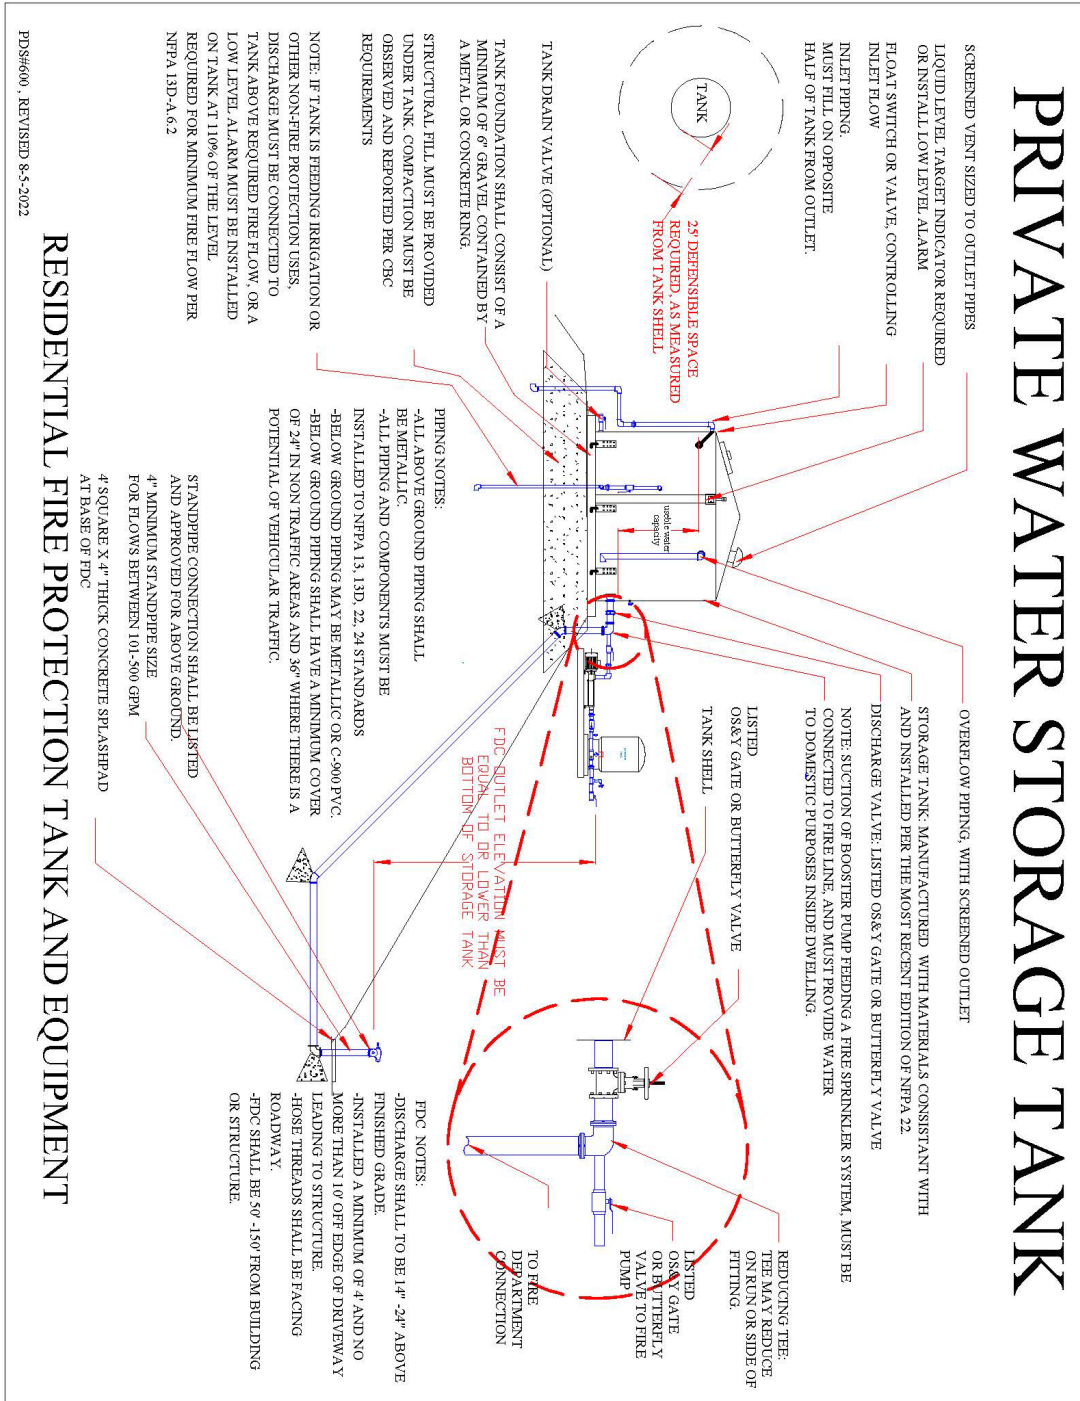 PRIVATE WATER STORAGE TANK
SCREENED VENT SIZED TO OUTLET PIPES
LIQUID LEVEL TARGET INDICATOR REQUIRED
OR INSTALL LOW LEVEL ALARM
FLOAT SWITCH OR VALVE, CONTROLLING
INLET FLOW
INLET PIPING.
MUST FILL ON OPPOSITE
HALF OF TANK FROM OUTLET.
TANK
25' DEFENSIBLE SPACE
REQUIRED, AS MEASURED
FROM TANK SHELL
TANK DRAIN VALVE (OPTIONAL)
TANK FOUNDATION SHALL CONSIST OF A
MINIMUM OF 6" GRAVEL CONTAINED BY
A METAL OR CONCRETE RING.
STRUCTURAL FILL MUST BE PROVIDED
UNDER TANK. COMPACTION MUST BE
OBSERVED AND REPORTED PER CBC
REQUIREMENTS
NOTE: IF TANK IS FEEDING IRRIGATION OR
OTHER NON-FIRE PROTECTION USES,
DISCHARGE MUST BE CONNECTED TO
TANK ABOVE REQUIRED FIRE FLOW, OR A
LOW LEVEL ALARM MUST BE INSTALLED
ON TANK AT 110% OF THE LEVEL
REQUIRED FOR MINIMUM FIRE FLOW PER
NFPA 13D-A.6.2
usable water
capacity
OVERFLOW PIPING, WITH SCREENED OUTLET
STORAGE TANK: MANUFACTURED WITH MATERIALS CONSISTANT WITH
AND INSTALLED PER THE MOST RECENT EDITION OF NFPA 22.
DISCHARGE VALVE: LISTED OS&Y GATE OR BUTTERFLY VALVE
NOTE: SUCTION OF BOOSTER PUMP FEEDING A FIRE SPRINKLER SYSTEM, MUST BE
CONNECTED TO FIRE LINE, AND MUST PROVIDE WATER
TO DOMESTIC PURPOSES INSIDE DWELLING.
LISTED
OS&Y GATE OR BUTTERFLY VALVE
TANK SHELL
REDUCING TEE:
TEE MAY REDUCE
ON RUN OR SIDE OF
FITTING.
LISTED
OS&Y GATE
OR BUTTERFLY
VALVE TO FIRE
PUMP
TO FIRE
DEPARTMENT
CONNECTION
FDC OUTLET ELEVATION MUST BE
EQUAL TO OR LOWER THAN
BOTTOM OF STORAGE TANK
PIPING NOTES:
-ALL ABOVE GROUND PIPING SHALL
BE METALLIC.
-ALL PIPING AND COMPONENTS MUST BE
INSTALLED TO NFPA 13, 13D, 22, 24 STANDARDS
-BELOW GROUND PIPING MAY BE METALLIC OR C-900 PVC.
-BELOW GROUND PIPING SHALL HAVE A MINIMUM COVER
OF 24" IN NON TRAFFIC AREAS AND 36" WHERE THERE IS A
POTENTIAL OF VEHICULAR TRAFFIC.
STANDPIPE CONNECTION SHALL BE LISTED
AND APPROVED FOR ABOVE GROUND.
4" MINIMUM STANDPIPE SIZE
FOR FLOWS BETWEEN 101-500 GPM
4' SQUARE X 4" THICK CONCRETE SPLASHPAD
AT BASE OF FDC
FDC NOTES:
-DISCHARGE SHALL TO BE 14" -24" ABOVE
FINISHED GRADE.
-INSTALLED A MINIMUM OF 4' AND NO
MORE THAN 10' OFF EDGE OF DRIVEWAY
LEADING TO STRUCTURE.
-HOSE THREADS SHALL BE FACING
ROADWAY.
-FDC SHALL BE 50' -150' FROM BUILDING
OR STRUCTURE.
RESIDENTIAL FIRE PROTECTION TANK AND EQUIPMENT
PDS#600 , REVISED 8-5-2022